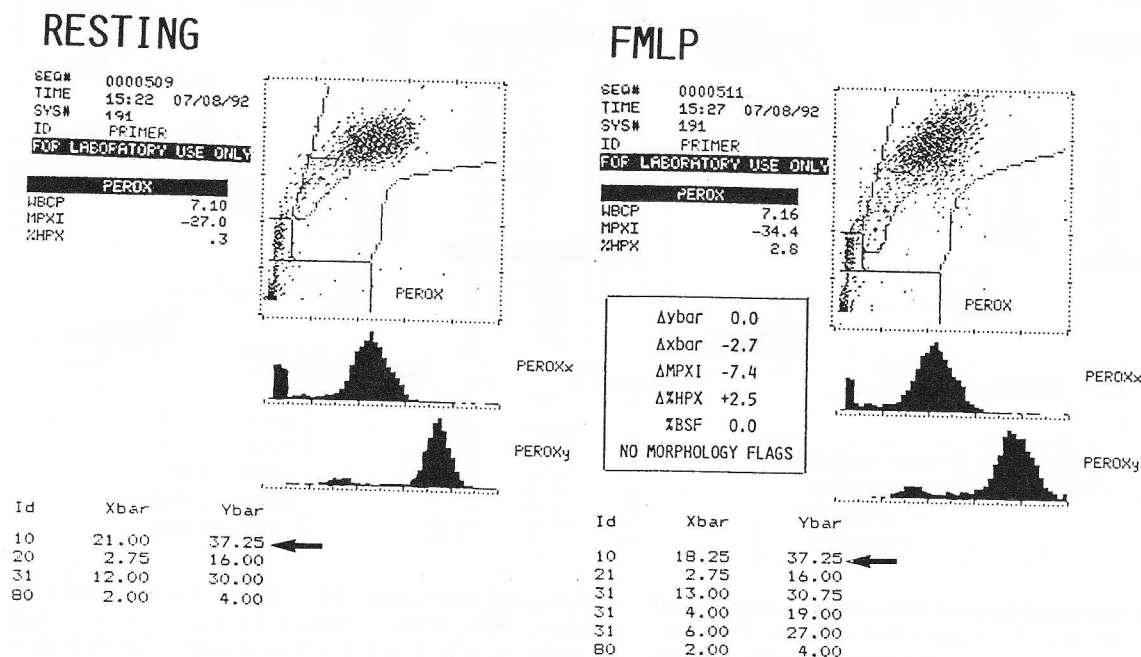 RESTING
SEQ# 0000509
TIME 15:22 07/08/92
SYS# 191
ID PRIMER
FOR LABORATORY USE ONLY
PEROX
WBCP 7.10
MPXI -27.0
%HPX .3
PEROX
PEROXx
PEROXy
Id Xbar Ybar
10 21.00 37.25
20 2.75 16.00
31 12.00 30.00
80 2.00 4.00
FMLP
SEQ# 0000511
TIME 15:27 07/08/92
SYS# 191
ID PRIMER
FOR LABORATORY USE ONLY
PEROX
WBCP 7.16
MPXI -34.4
%HPX 2.8
PEROX
Δybar 0.0
Δxbar -2.7
ΔMPXI -7.4
Δ%HPX +2.5
%BSF 0.0
NO MORPHOLOGY FLAGS
PEROXx
PEROXy
Id Xbar Ybar
10 18.25 37.25
21 2.75 16.00
31 13.00 30.75
31 4.00 19.00
31 6.00 27.00
80 2.00 4.00